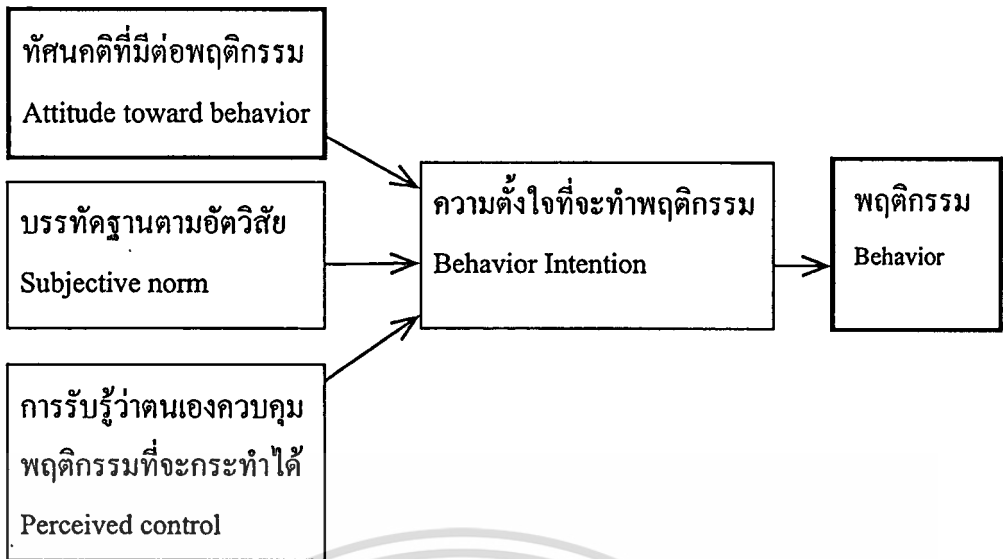 ทัศนคติที่มีต่อพฤติกรรม
Attitude toward behavior
บรรทัดฐานตามอัตวิสัย
Subjective norm
การรับรู้ว่าตนเองควบคุม
พฤติกรรมที่จะกระทำได้
Perceived control
ความตั้งใจที่จะทำพฤติกรรม
Behavior Intention
พฤติกรรม
Behavior